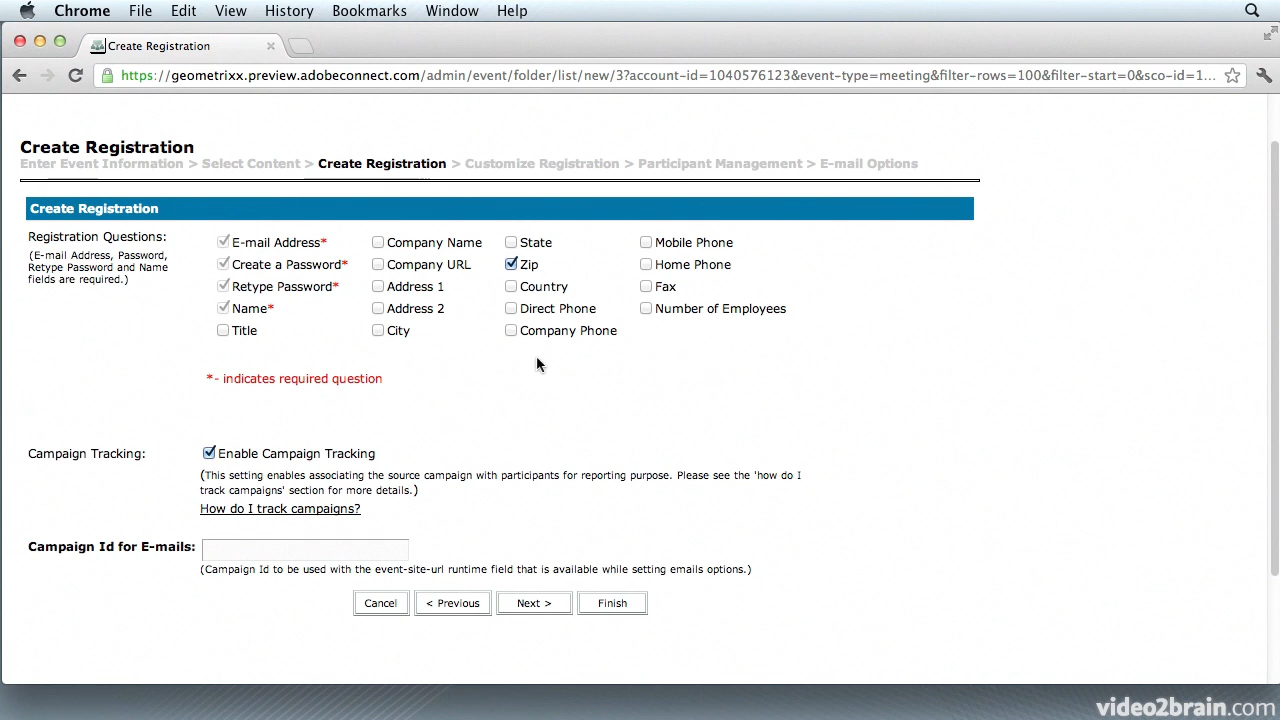 Chrome File Edit View History Bookmarks Window Help
Create Registration
https://geometrixx.preview.adobeconnect.com/admin/event/folder/list/new/3?account-id=1040576123&event-type=meeting&filter-rows=100&filter-start=0&sco-id=1...
Create Registration
Enter Event Information > Select Content > Create Registration > Customize Registration > Participant Management > E-mail Options
Create Registration
Registration Questions:
(E-mail Address, Password,
Retype Password and Name
fields are required.)
E-mail Address* Company Name State Mobile Phone
Create a Password* Company URL Zip Home Phone
Retype Password* Address 1 Country Fax
Name* Address 2 Direct Phone Number of Employees
Title City Company Phone
*- indicates required question
Campaign Tracking: Enable Campaign Tracking
(This setting enables associating the source campaign with participants for reporting purpose. Please see the 'how do I
track campaigns' section for more details.)
How do I track campaigns?
Campaign Id for E-mails:
(Campaign Id to be used with the event-site-url runtime field that is available while setting emails options.)
Cancel < Previous Next > Finish
video2brain.com